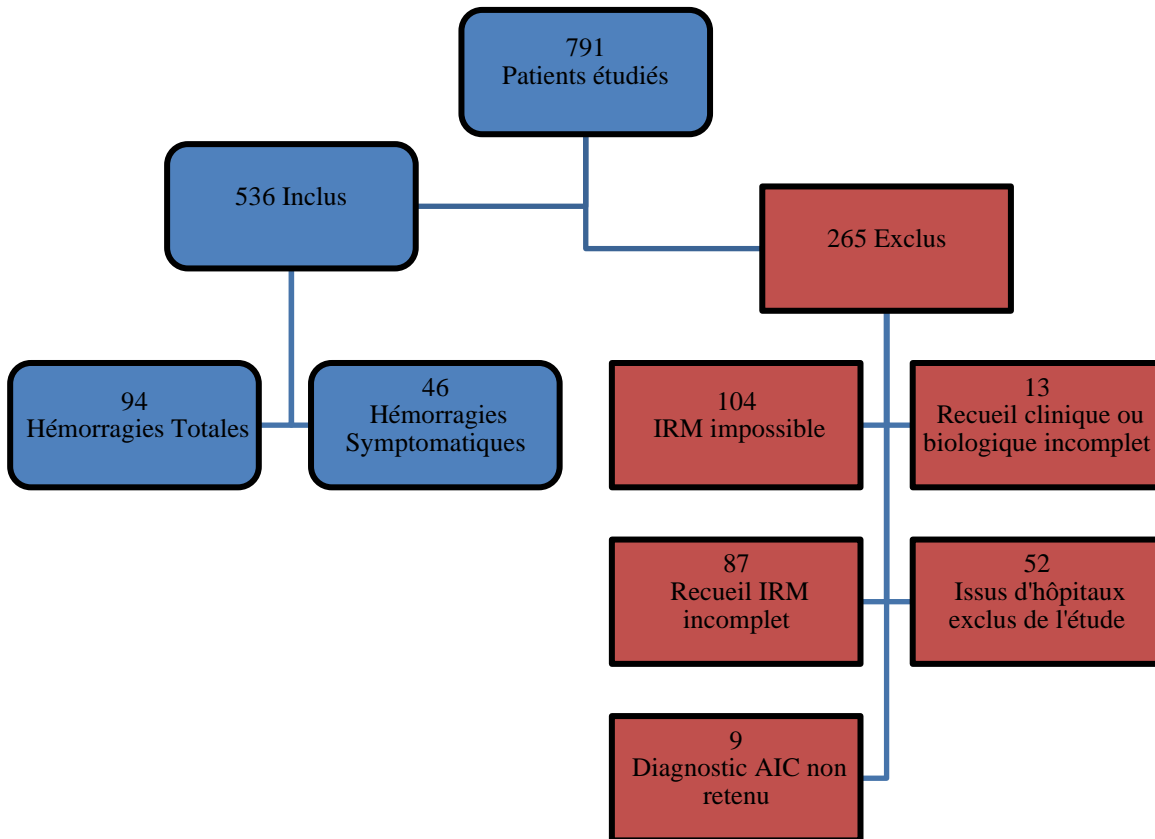 791
Patients étudiés
536 Inclus
265 Exclus
94
Hémorragies Totales
46
Hémorragies
Symptomatiques
104
IRM impossible
13
Recueil clinique ou
biologique incomplet
87
Recueil IRM
incomplet
52
Issus d'hôpitaux
exclus de l'étude
9
Diagnostic AIC non
retenu